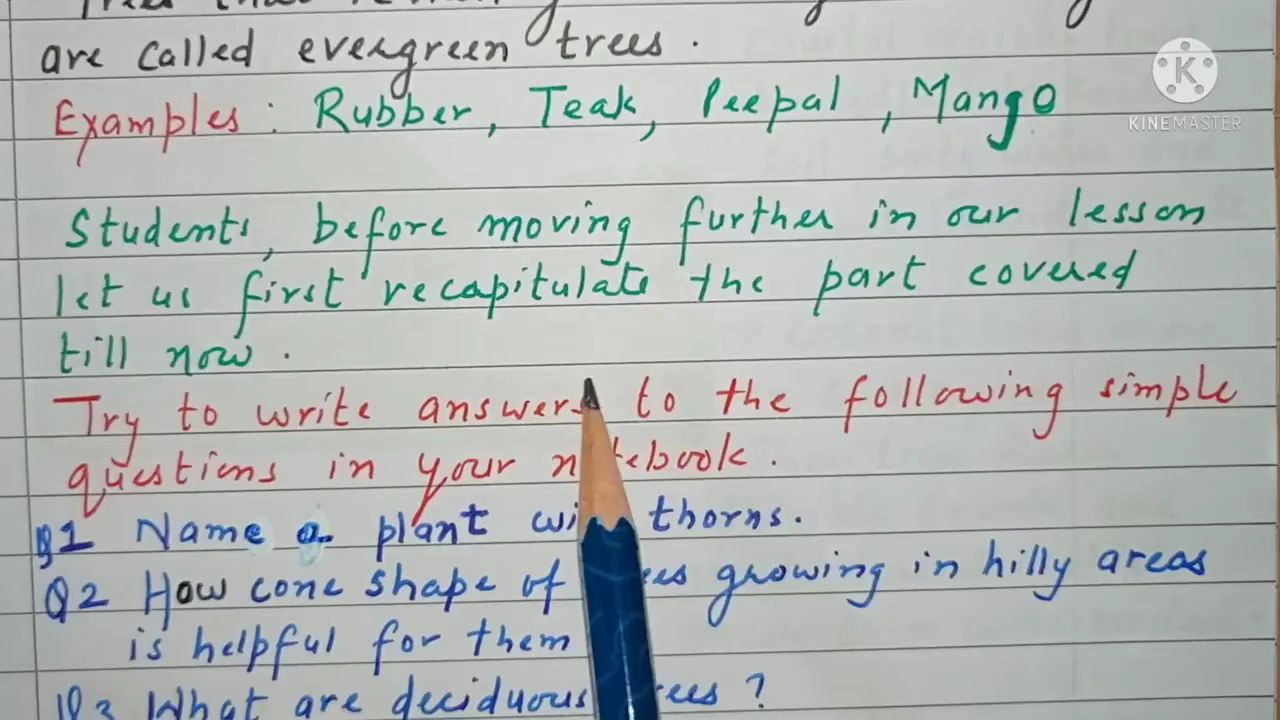 Trees that remain
are called evergreen trees.
Examples: Rubber, Teak, Peepal, Mango
Students, before moving further in our lesson
let us first recapitulate the part covered
till now.
Try to write answers to the following simple
questions in your notebook.
Q1 Name a plant with thorns.
Q2 How cone shape of trees growing in hilly areas
is helpful for them
Q3 What are deciduous trees?
KINEMASTER